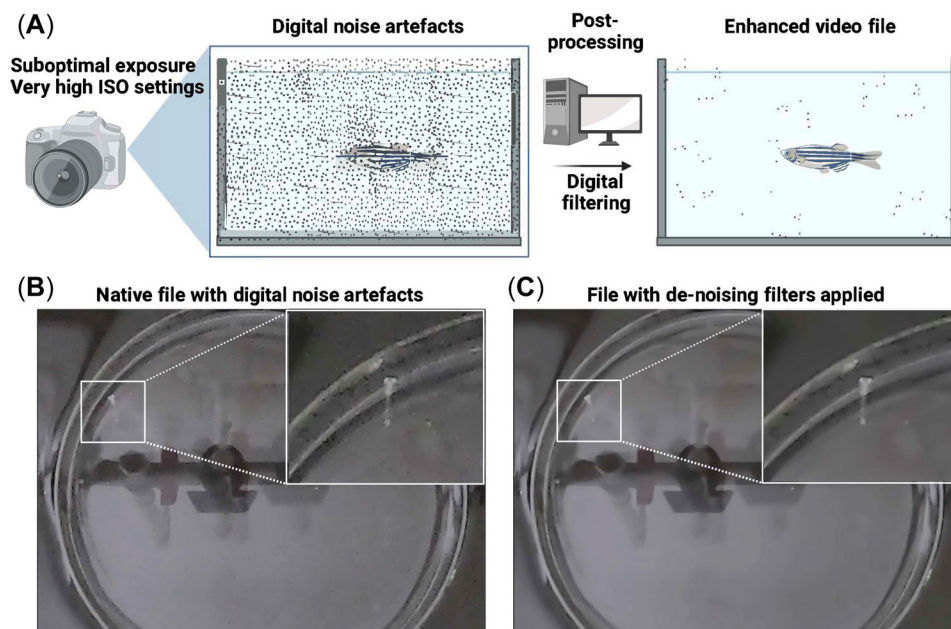 (A)
Digital noise artefacts
Post-
processing
Enhanced video file
Suboptimal exposure
Very high ISO settings
Digital
filtering
(B)
Native file with digital noise artefacts
(C)
File with de-noising filters applied